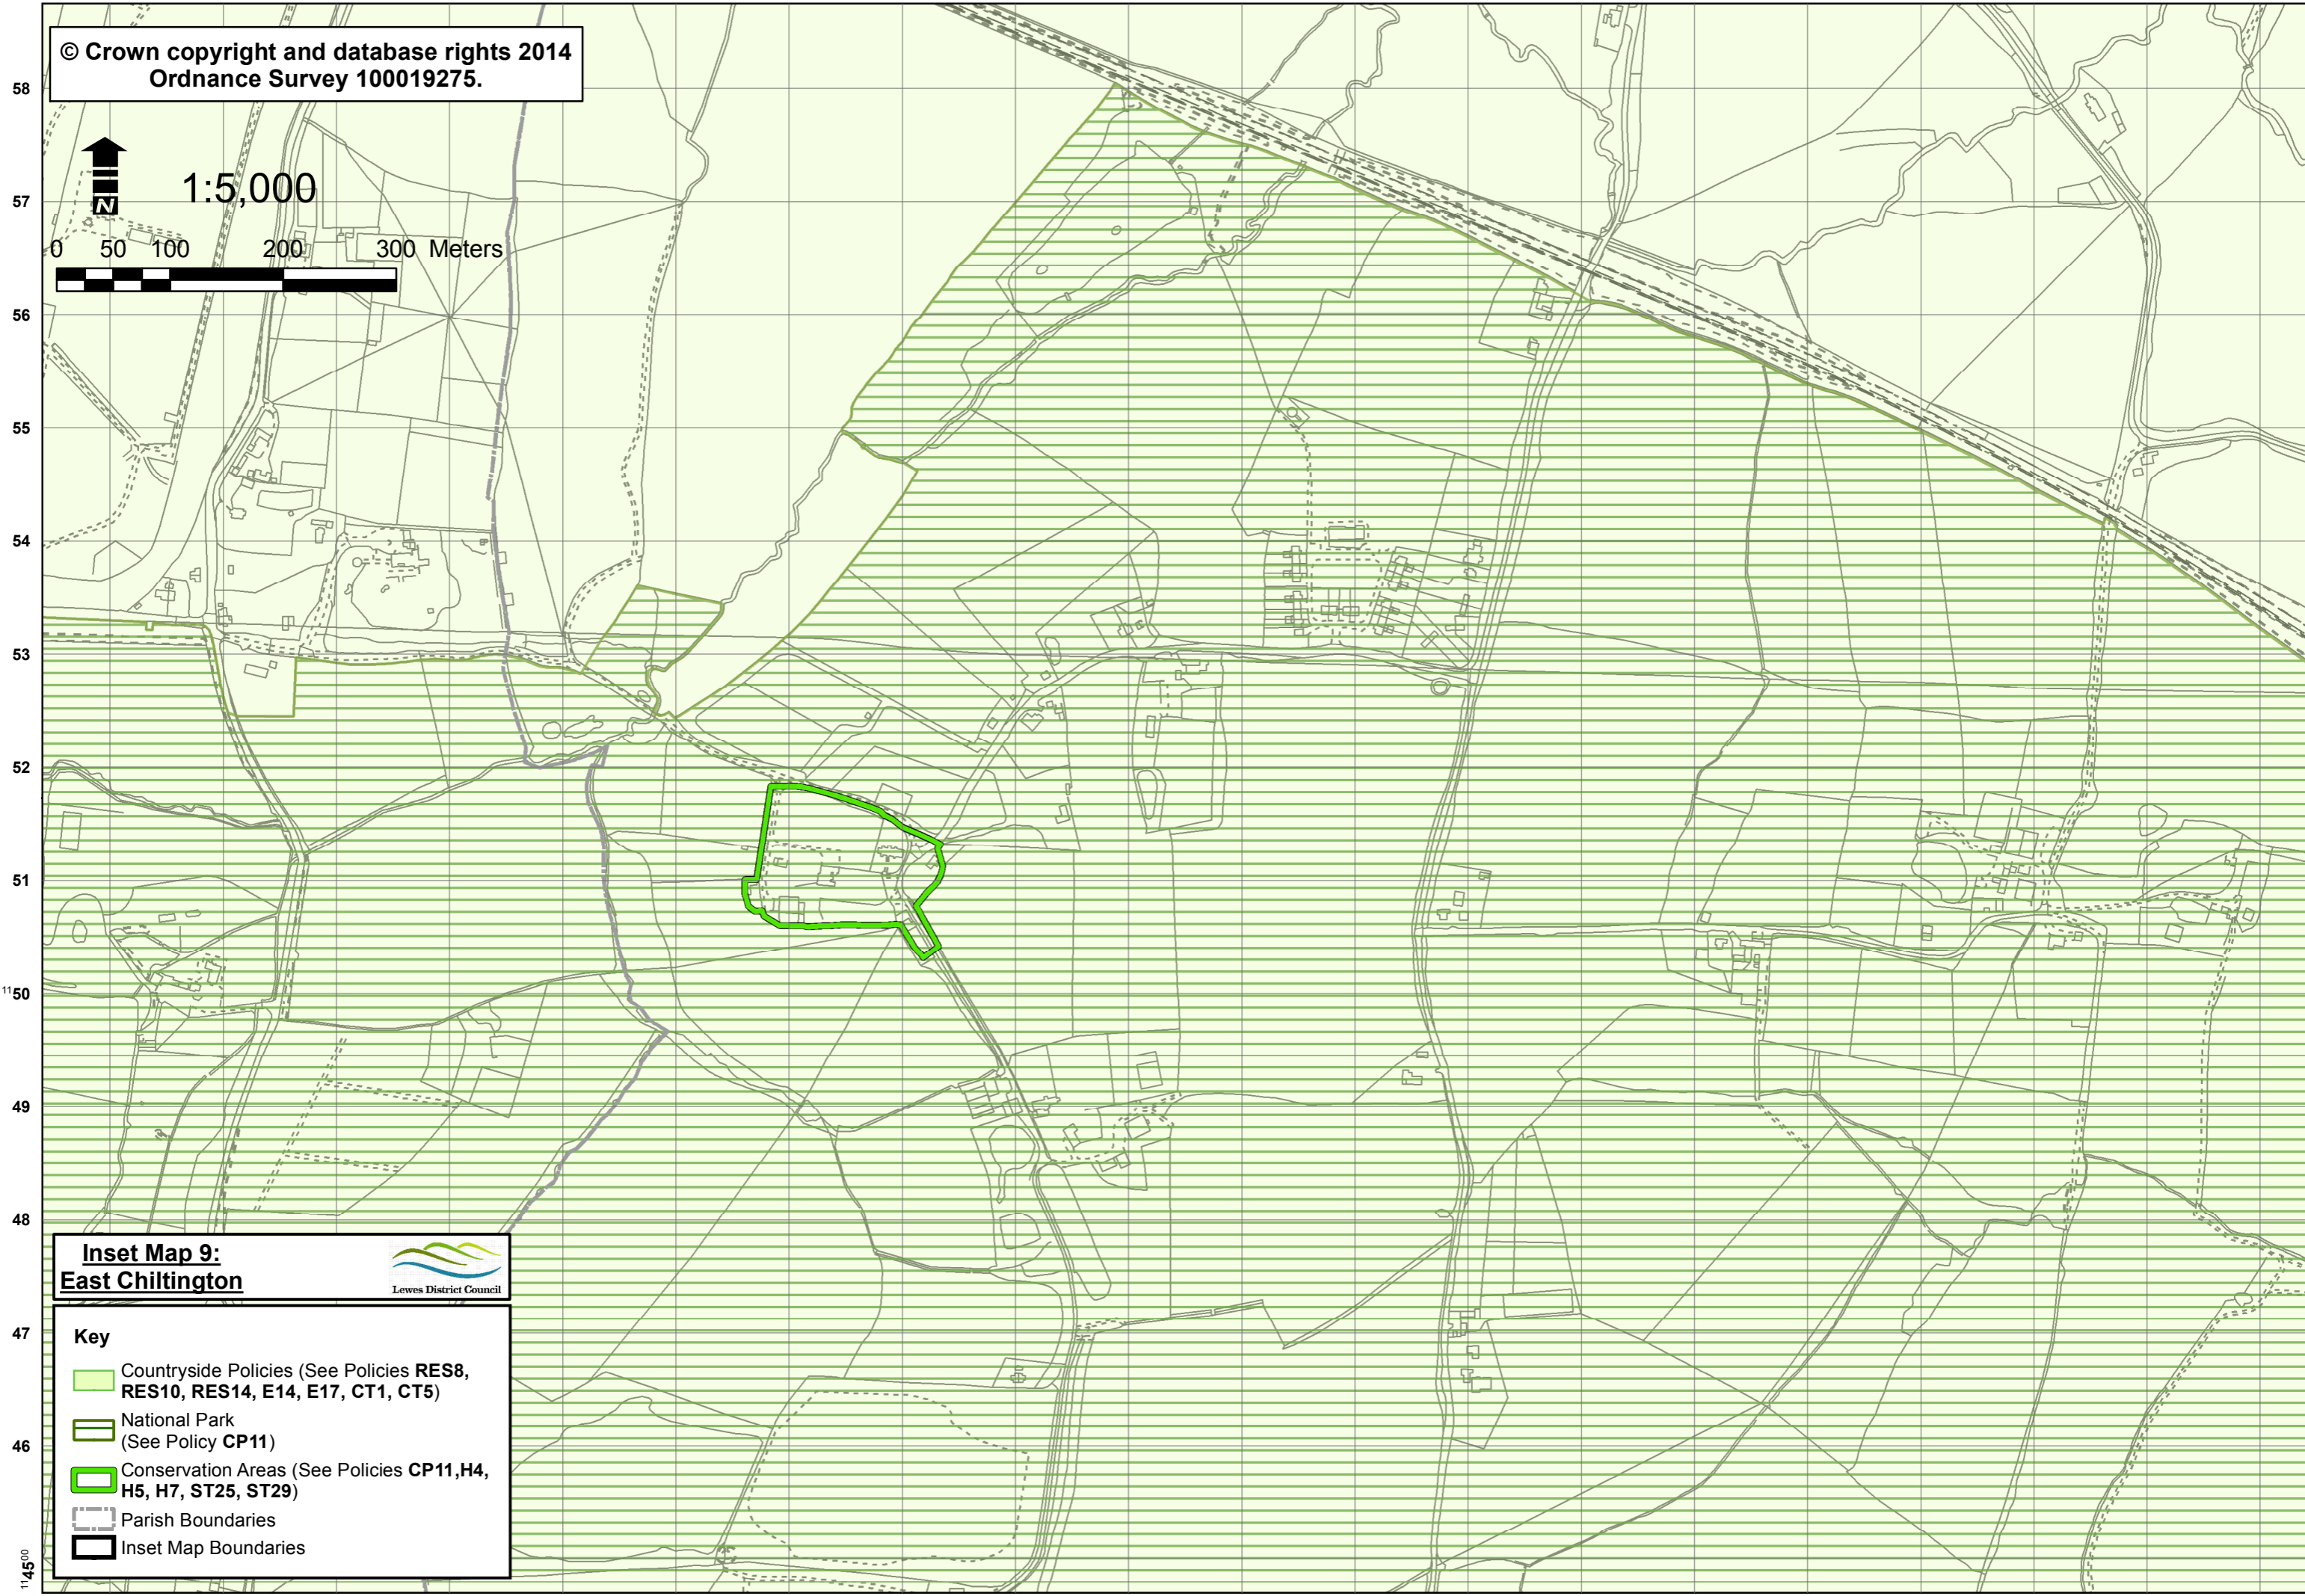 © Crown copyright and database rights 2014
Ordnance Survey 100019275.
N
1:5,000
0 50 100 200 300 Meters
58
57
56
55
54
53
52
51
1150
49
48
47
46
114500
Inset Map 9:
East Chiltington
Lewes District Council
Key
Countryside Policies (See Policies RES8,
RES10, RES14, E14, E17, CT1, CT5)
National Park
(See Policy CP11)
Conservation Areas (See Policies CP11,H4,
H5, H7, ST25, ST29)
Parish Boundaries
Inset Map Boundaries